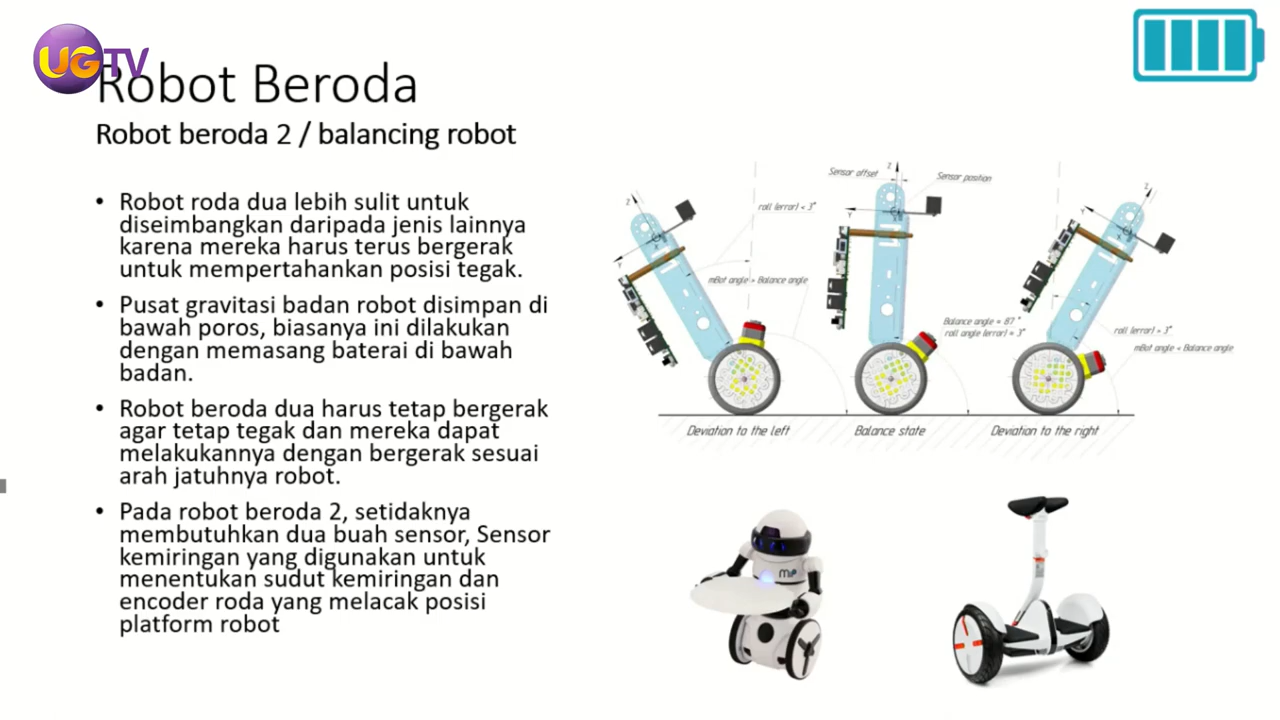 UGTV
Robot Beroda
Robot beroda 2 / balancing robot
• Robot roda dua lebih sulit untuk
diseimbangkan daripada jenis lainnya
karena mereka harus terus bergerak
untuk mempertahankan posisi tegak.
• Pusat gravitasi badan robot disimpan di
bawah poros, biasanya ini dilakukan
dengan memasang baterai di bawah
badan.
• Robot beroda dua harus tetap bergerak
agar tetap tegak dan mereka dapat
melakukannya dengan bergerak sesuai
arah jatuhnya robot.
• Pada robot beroda 2, setidaknya
membutuhkan dua buah sensor, Sensor
kemiringan yang digunakan untuk
menentukan sudut kemiringan dan
encoder roda yang melacak posisi
platform robot
Z
Y
X
roll (error) < 3°
mBot angle > Balance angle
Deviation to the left
Sensor offset
Z
Sensor position
Y
X
Balance angle = 87°
roll angle (error) = 3°
Balance state
Z
Y
X
roll (error) > 3°
mBot angle < Balance angle
Deviation to the right
MiP